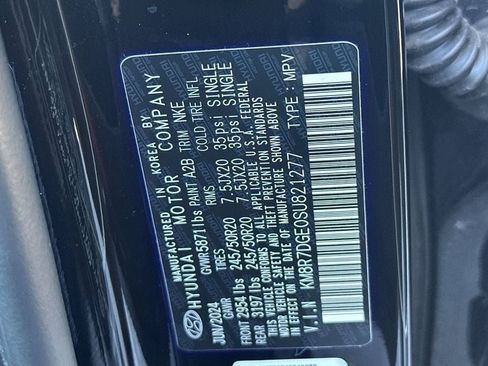 MANUFACTURED IN KOREA BY
HYUNDAI MOTOR COMPANY
JUN/2024 GVWR5871lbs PAINT A2B TRIM NKE
GAWR TIRES RIMS COLD TIRE INFL.
FRONT 2954 lbs 245/50R20 7.5JX20 35psi SINGLE
REAR 3197 lbs 245/50R20 7.5JX20 35psi SINGLE
THIS VEHICLE CONFORMS TO ALL APPLICABLE U.S.A. FEDERAL
MOTOR VEHICLE SAFETY AND THEFT PREVENTION STANDARDS
IN EFFECT ON THE DATE OF MANUFACTURE SHOWN ABOVE
V.I.N KM8R7DGE0SU821277 TYPE : MPV